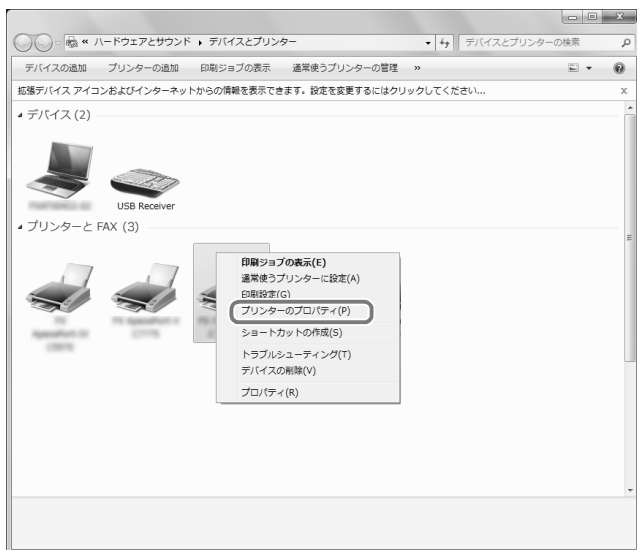 « ハードウェアとサウンド ▸ デバイスとプリンター
デバイスとプリンターの検索
デバイスの追加 プリンターの追加 印刷ジョブの表示 通常使うプリンターの管理 »
拡張デバイス アイコンおよびインターネットからの情報を表示できます。設定を変更するにはクリックしてください...
デバイス (2)
USB Receiver
プリンターと FAX (3)
印刷ジョブの表示(E)
通常使うプリンターに設定(A)
印刷設定(G)
プリンターのプロパティ(P)
ショートカットの作成(S)
トラブルシューティング(T)
デバイスの削除(V)
プロパティ(R)